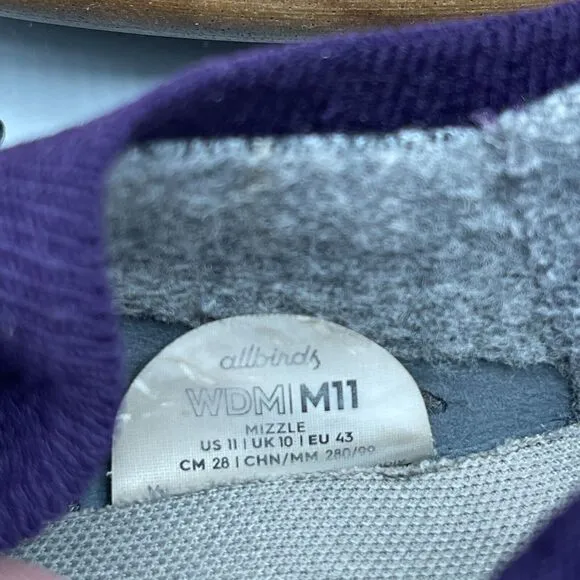 allbirds
WDM|M11
MIZZLE
US 11 | UK 10 | EU 43
CM 28 | CHN/MM 280/99